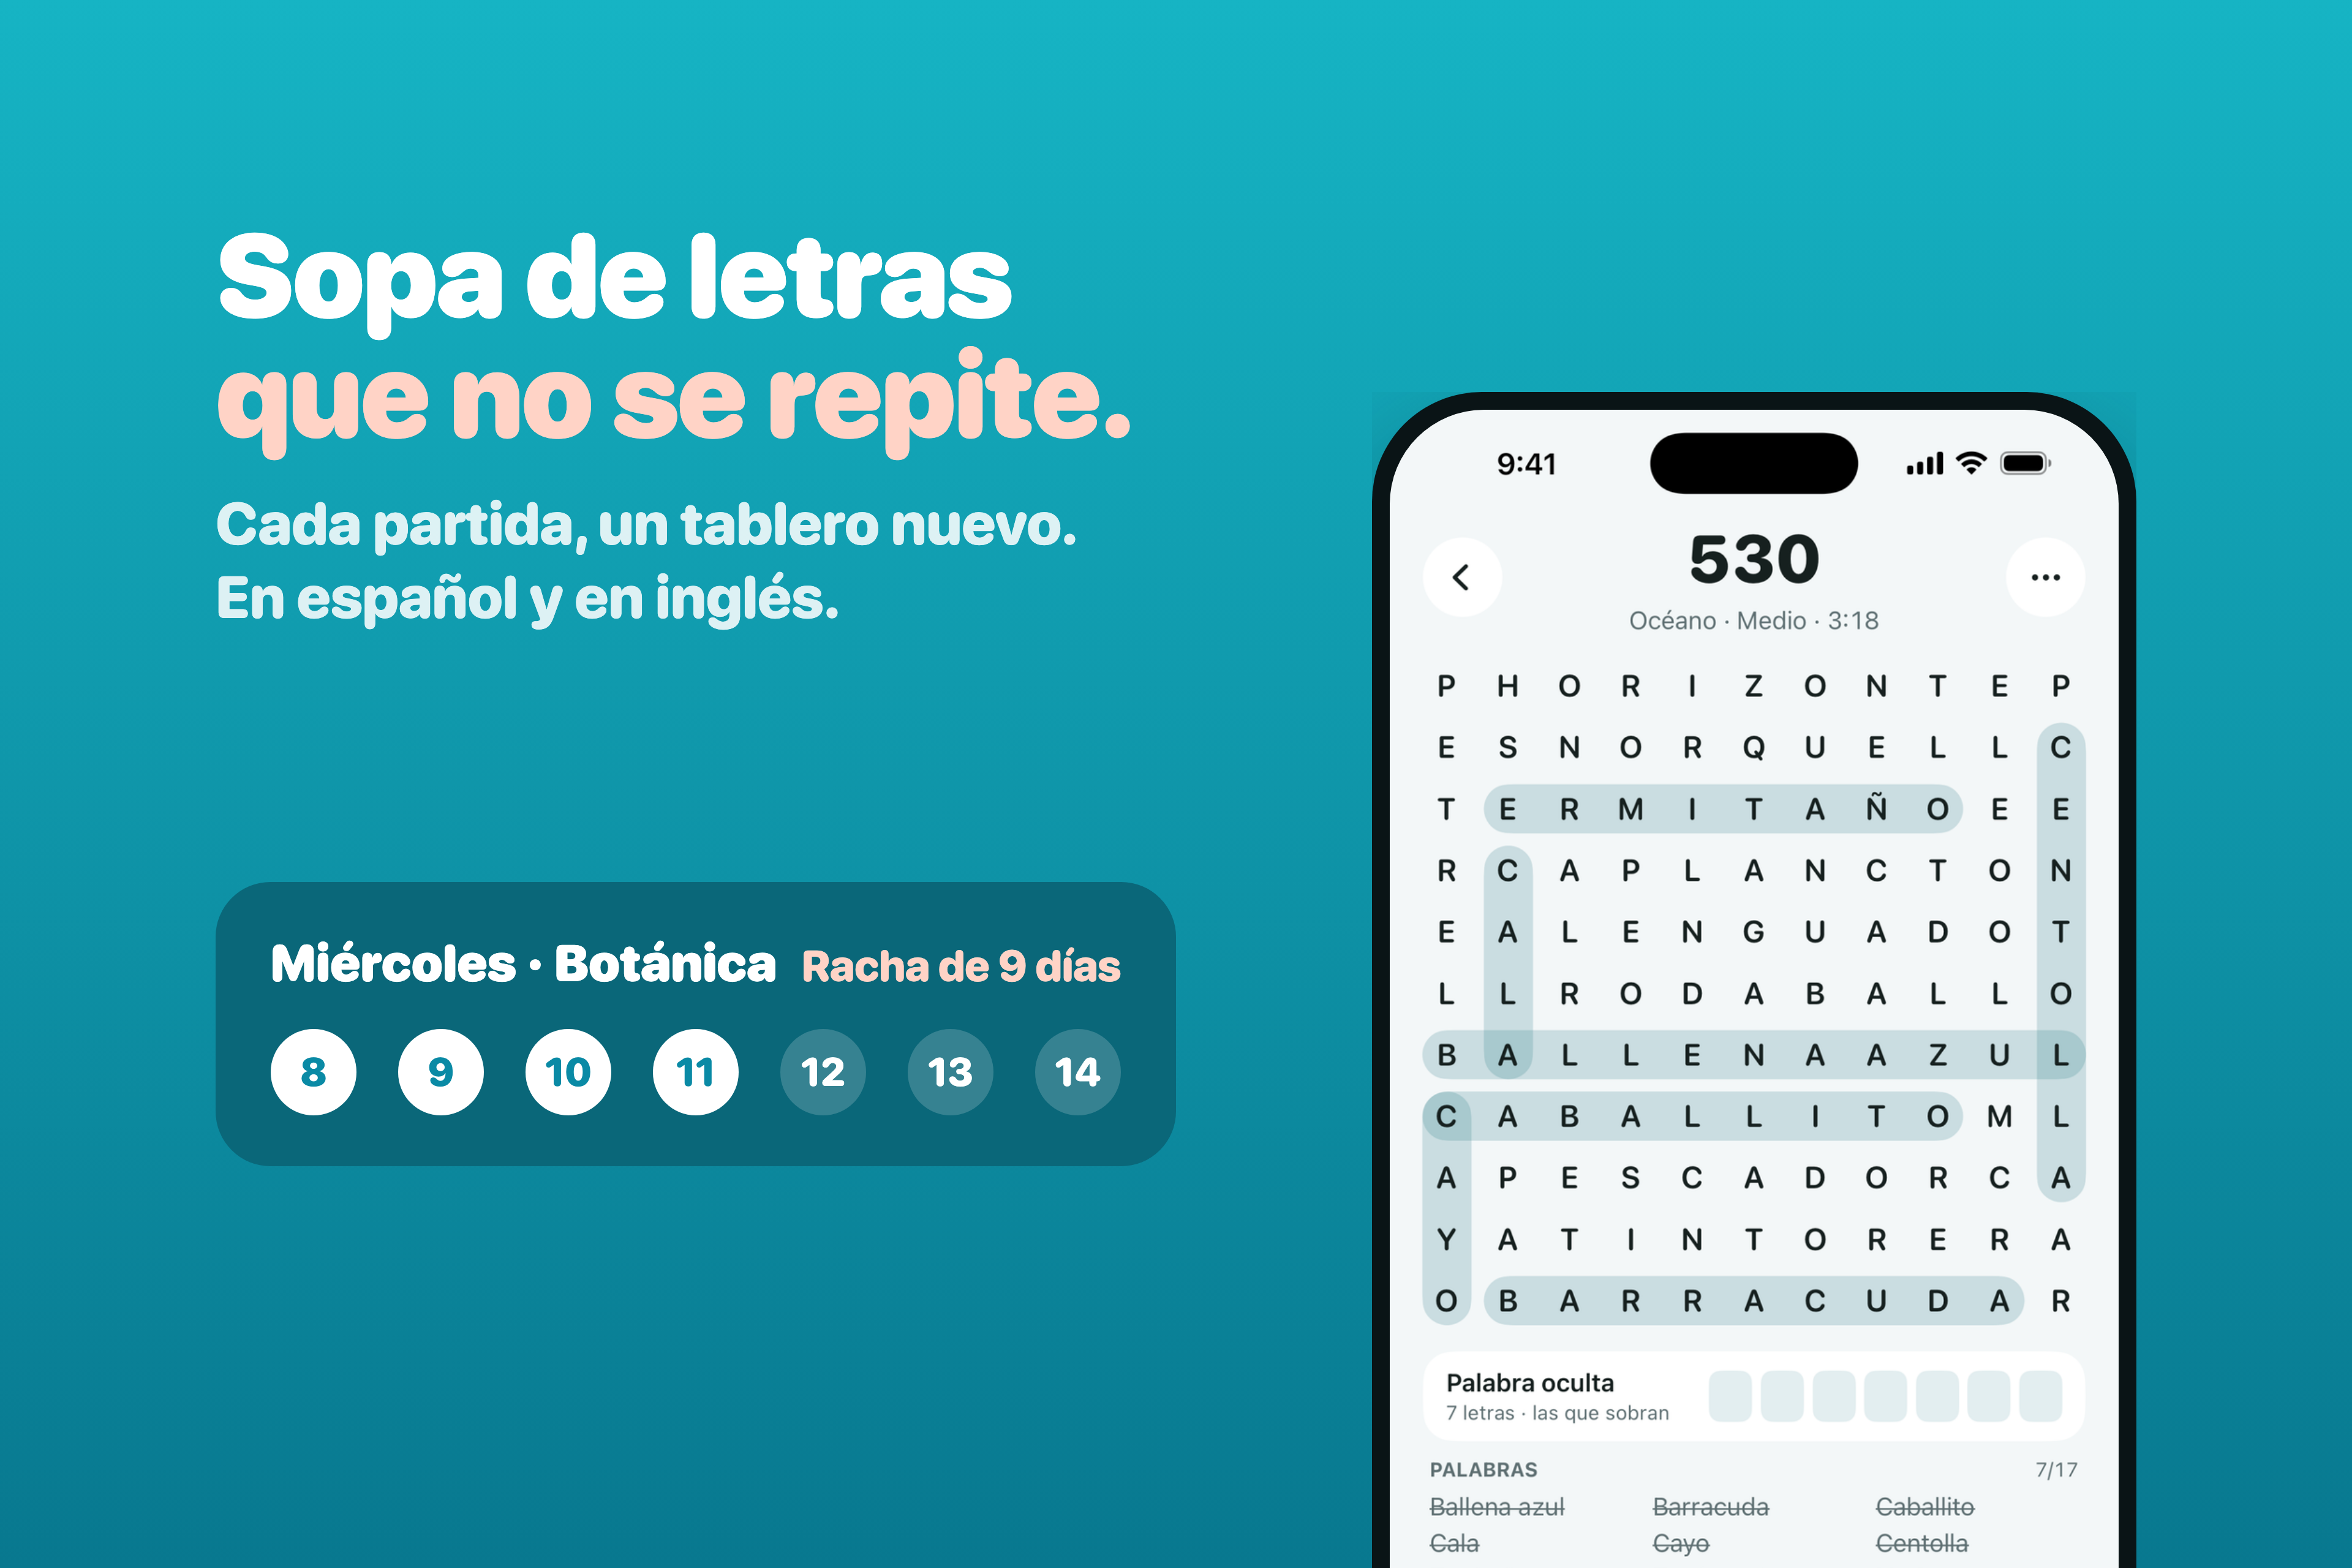 Sopa de letras
que no se repite.
Cada partida, un tablero nuevo.
En español y en inglés.
Miércoles · Botánica Racha de 9 días
8 9 10 11 12 13 14
9:41
530
Océano · Medio · 3:18
P H O R I Z O N T E P
E S N O R Q U E L L C
T E R M I T A Ñ O E E
R C A P L A N C T O N
E A L E N G U A D O T
L L R O D A B A L L O
B A L L E N A A Z U L
C A B A L L I T O M L
A P E S C A D O R C A
Y A T I N T O R E R A
O B A R R A C U D A R
Palabra oculta
7 letras · las que sobran
PALABRAS 7/17
Ballena azul Barracuda Caballito
Cala Cayo Centolla